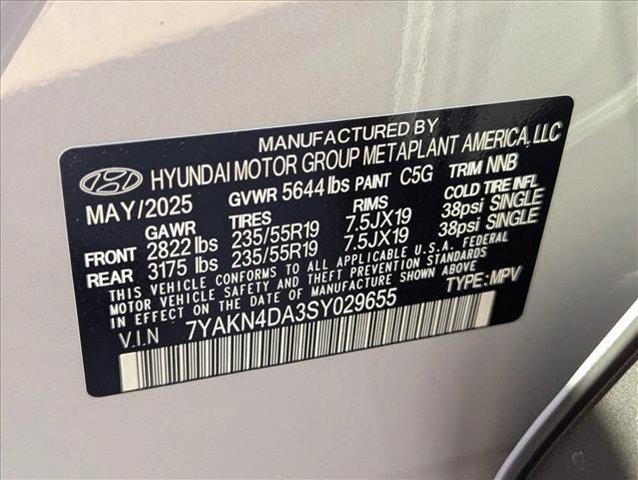 MANUFACTURED BY
HYUNDAI MOTOR GROUP METAPLANT AMERICA, LLC
MAY/2025 GVWR 5644 lbs PAINT C5G TRIM NNB
GAWR TIRES RIMS COLD TIRE INFL
FRONT 2822 lbs 235/55R19 7.5JX19 38psi SINGLE
REAR 3175 lbs 235/55R19 7.5JX19 38psi SINGLE
THIS VEHICLE CONFORMS TO ALL APPLICABLE U.S.A. FEDERAL
MOTOR VEHICLE SAFETY AND THEFT PREVENTION STANDARDS
IN EFFECT ON THE DATE OF MANUFACTURE SHOWN ABOVE
V.I.N 7YAKN4DA3SY029655 TYPE: MPV